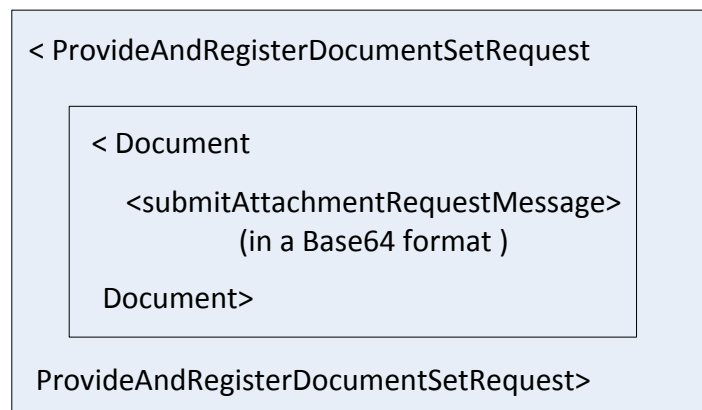 < ProvideAndRegisterDocumentSetRequest
< Document
<submitAttachmentRequestMessage>
(in a Base64 format )
Document>
ProvideAndRegisterDocumentSetRequest>